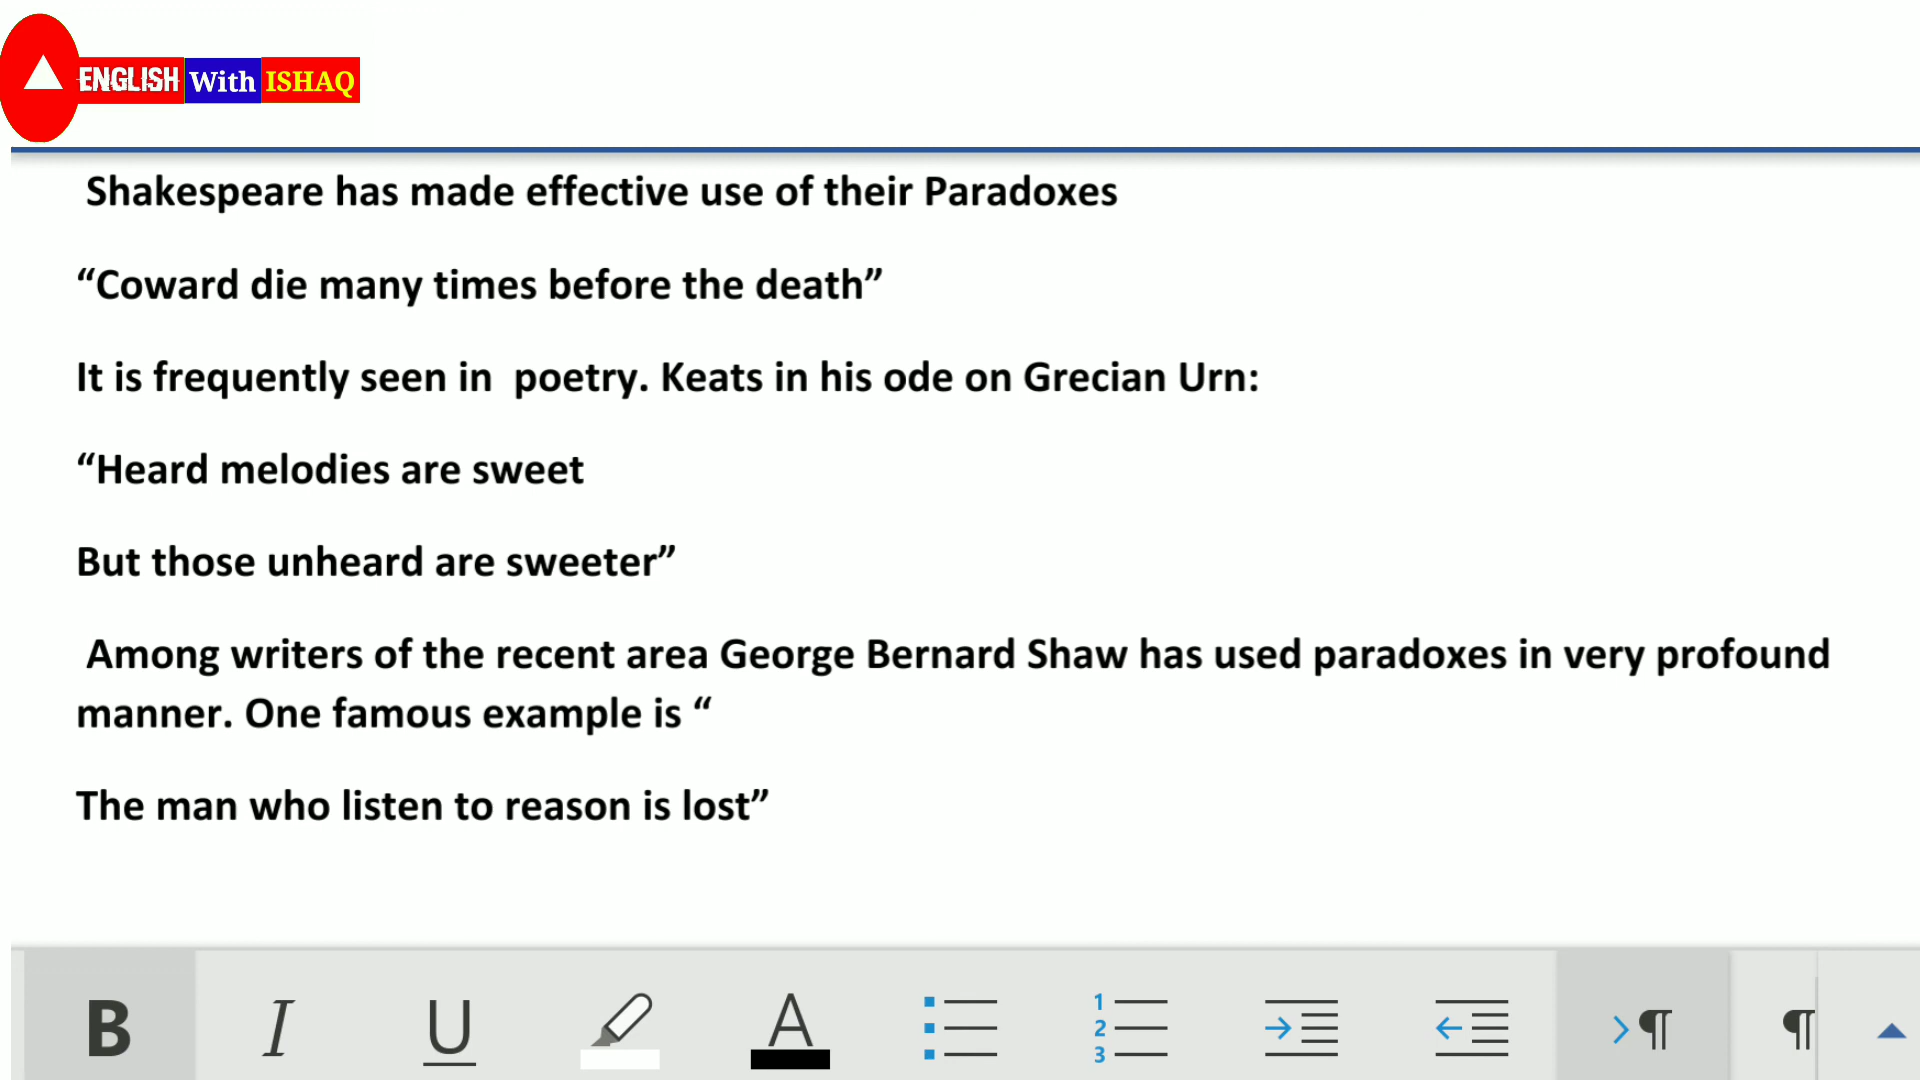 ENGLISH With ISHAQ
Shakespeare has made effective use of their Paradoxes
“Coward die many times before the death”
It is frequently seen in  poetry. Keats in his ode on Grecian Urn:
“Heard melodies are sweet
But those unheard are sweeter”
Among writers of the recent area George Bernard Shaw has used paradoxes in very profound
manner. One famous example is “
The man who listen to reason is lost”
B I U A 1 2 3 ¶ ¶